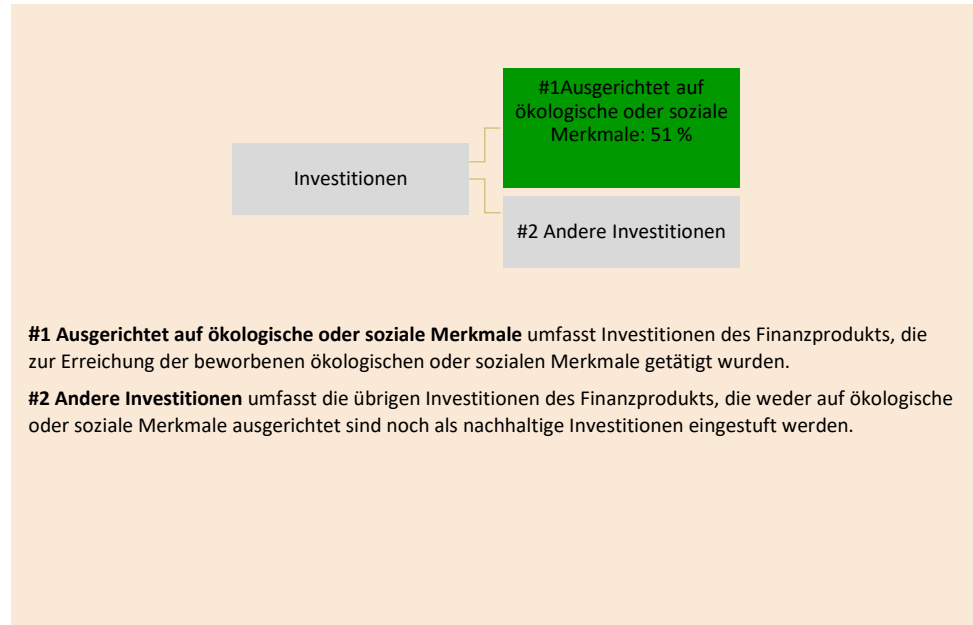 #1Ausgerichtet auf
ökologische oder soziale
Merkmale: 51 %
Investitionen
#2 Andere Investitionen
#1 Ausgerichtet auf ökologische oder soziale Merkmale umfasst Investitionen des Finanzprodukts, die
zur Erreichung der beworbenen ökologischen oder sozialen Merkmale getätigt wurden.
#2 Andere Investitionen umfasst die übrigen Investitionen des Finanzprodukts, die weder auf ökologische
oder soziale Merkmale ausgerichtet sind noch als nachhaltige Investitionen eingestuft werden.